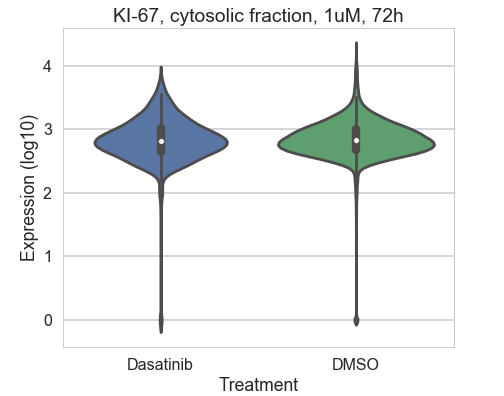 KI-67, cytosolic fraction, 1uM, 72h
Expression (log10)
4
3
2
1
0
Dasatinib DMSO
Treatment